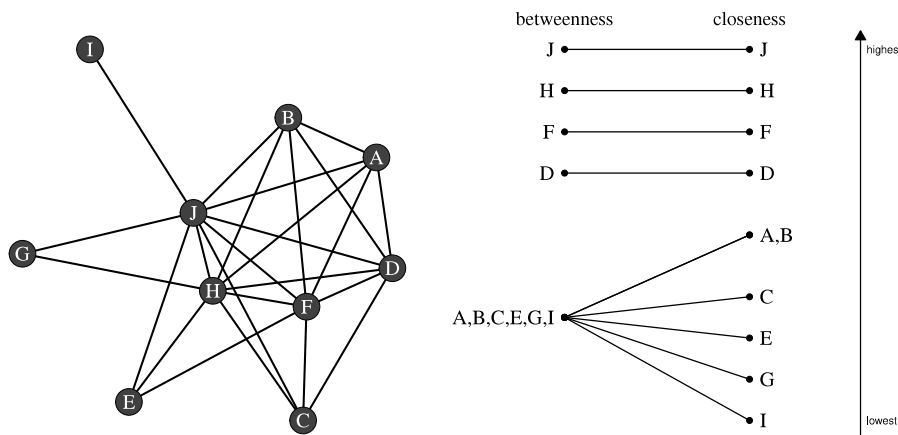 betweenness closeness
I
J J
highes
B
H H
A
F F
D D
J
A,B
G
D
H
C
F
A,B,C,E,G,I
E
G
E
C
I
lowest